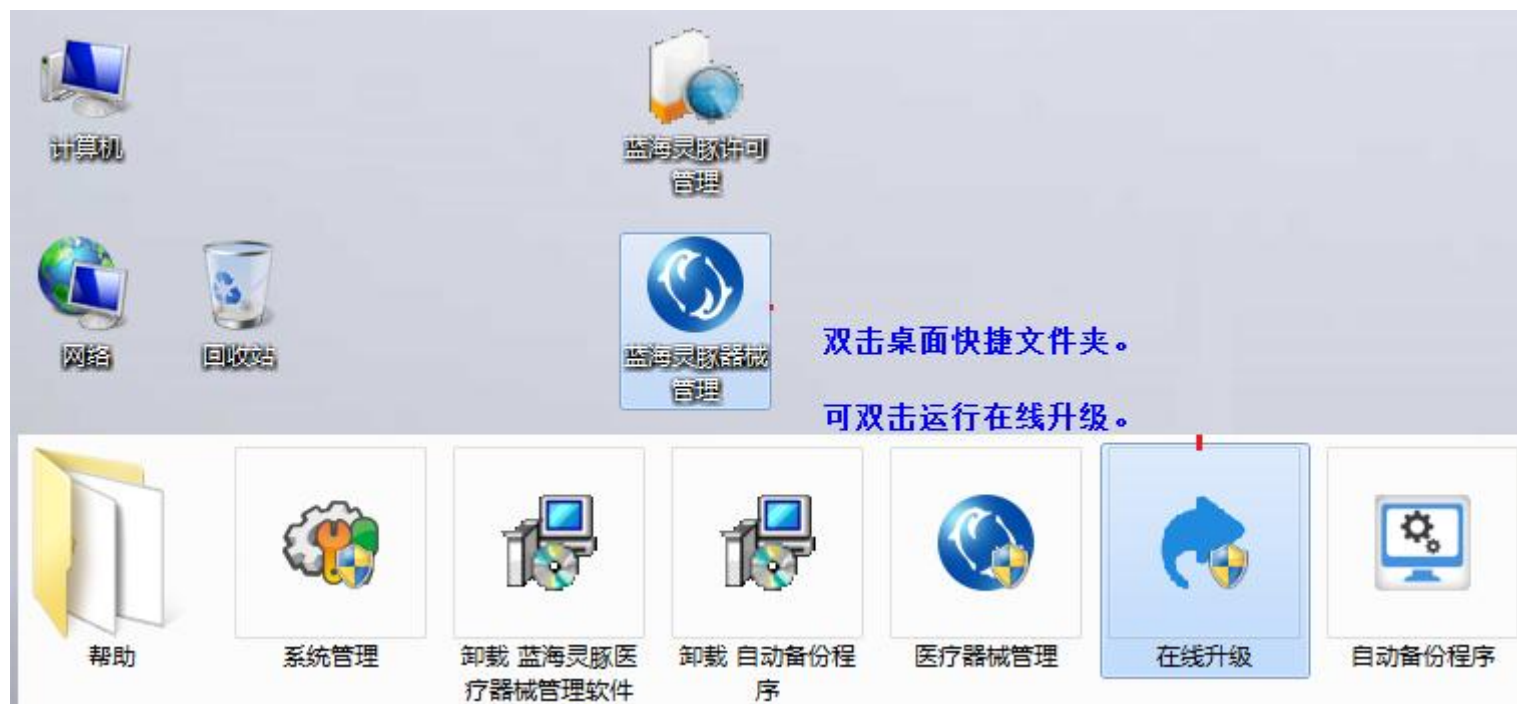 计算机
蓝海灵豚许可
管理
网络
回收站
蓝海灵豚器械
管理
双击桌面快捷文件夹。
可双击运行在线升级。
帮助
系统管理
卸载 蓝海灵豚医
疗器械管理软件
卸载 自动备份程
序
医疗器械管理
在线升级
自动备份程序